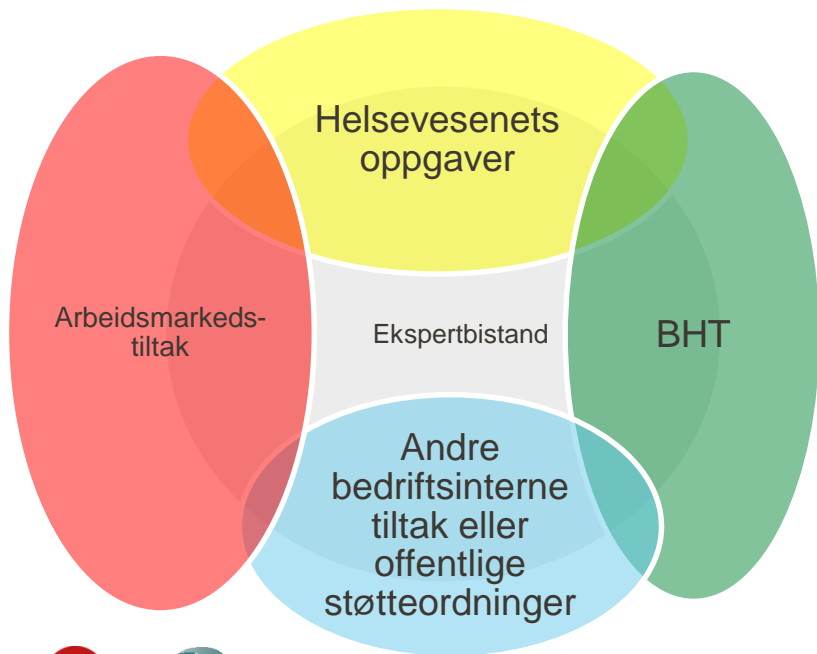 Helsevesenets
oppgaver
Arbeidsmarkeds-
tiltak
Ekspertbistand
BHT
Andre
bedriftsinterne
tiltak eller
offentlige
støtteordninger